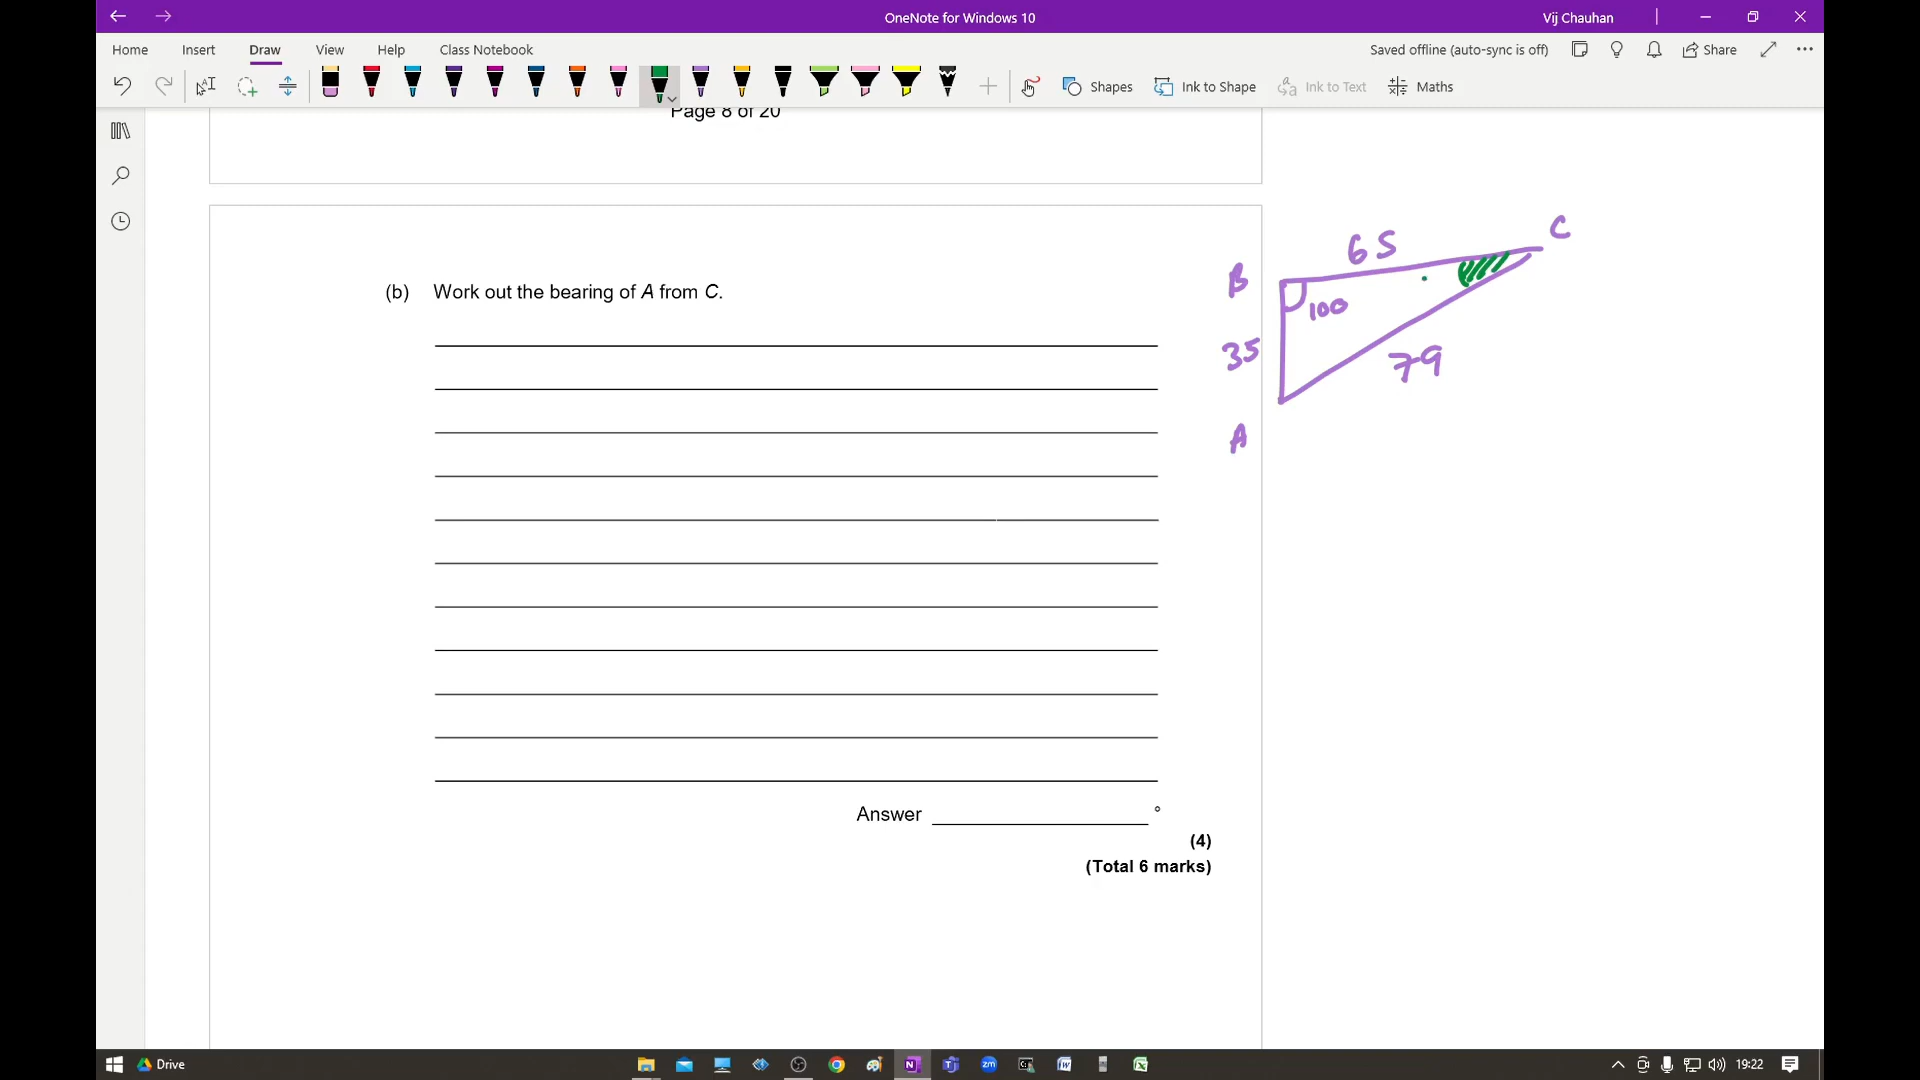 OneNote for Windows 10
Vij Chauhan
Home Insert Draw View Help Class Notebook
Saved offline (auto-sync is off) Share
Shapes Ink to Shape Ink to Text Maths
Page 8 of 20
C
65
B
100
35
79
A
(b) Work out the bearing of A from C.
Answer __________ °
(4)
(Total 6 marks)
Drive
19:22